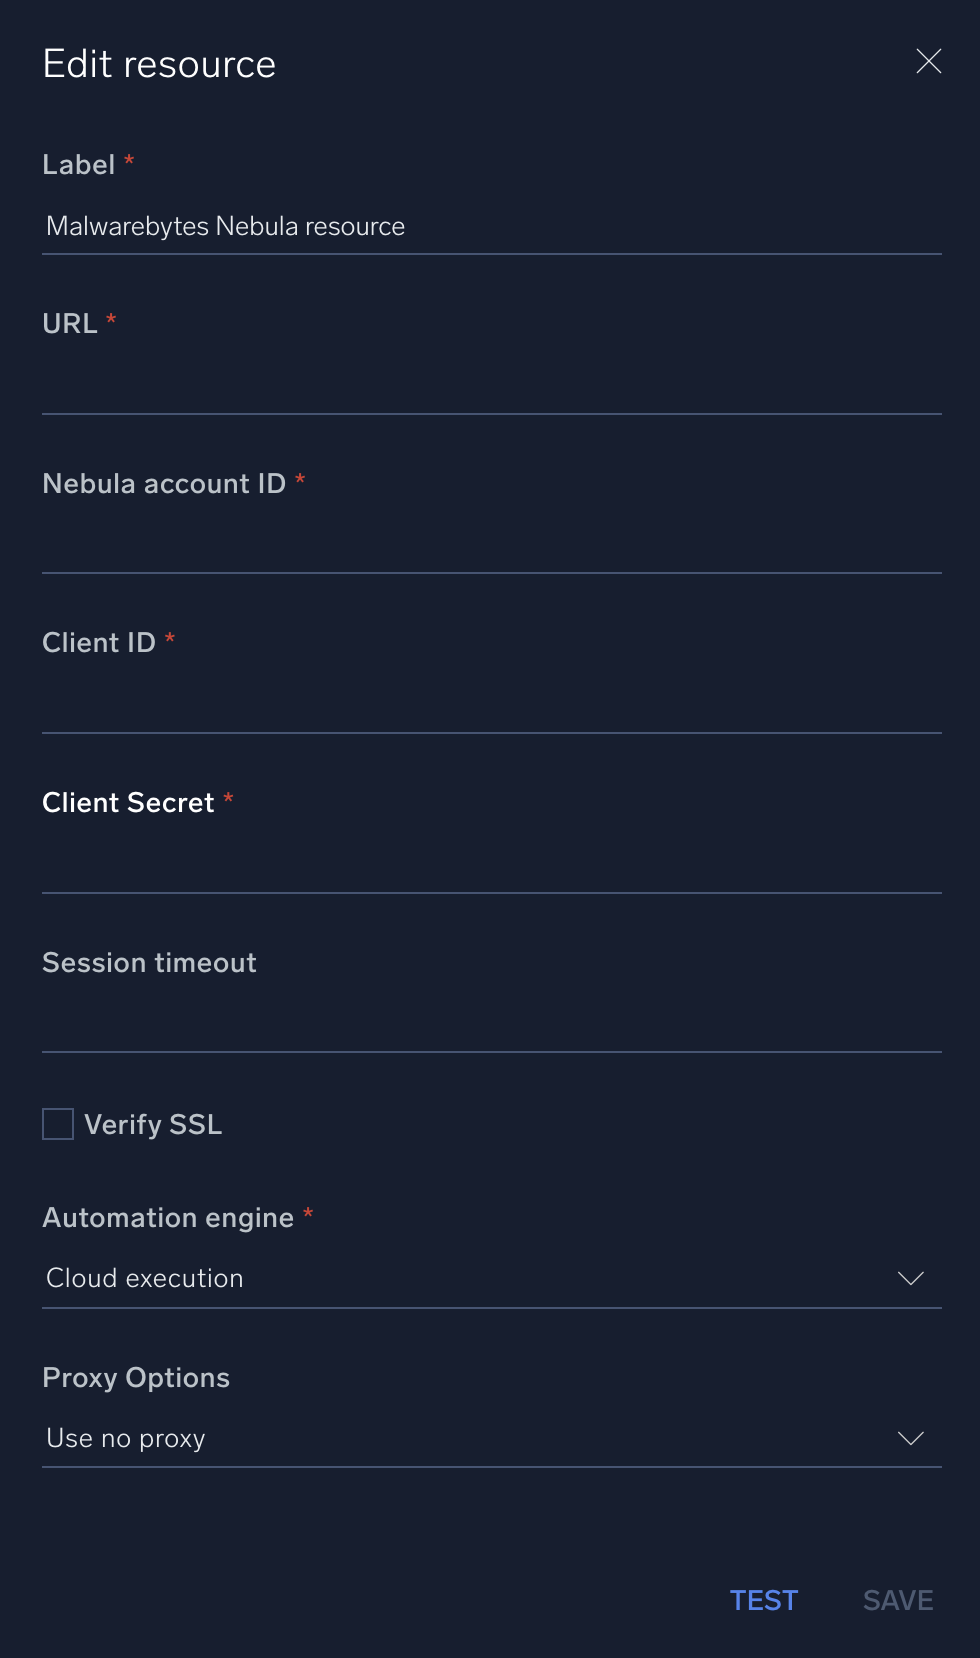 Edit resource
Label *
Malwarebytes Nebula resource
URL *
Nebula account ID *
Client ID *
Client Secret *
Session timeout
Verify SSL
Automation engine *
Cloud execution
Proxy Options
Use no proxy
TEST SAVE